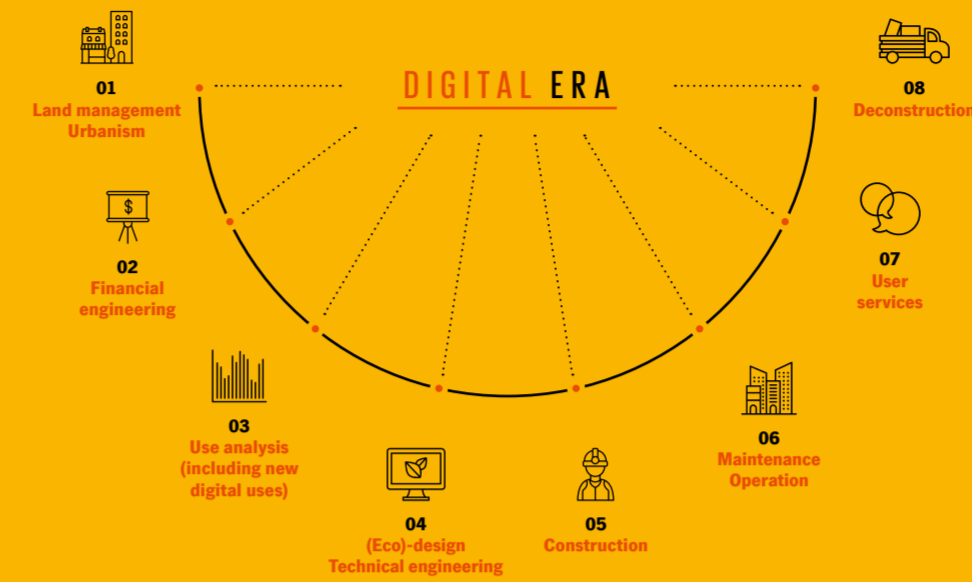 DIGITAL ERA
01
Land management
Urbanism
02
Financial
engineering
$
03
Use analysis
(including new
digital uses)
04
(Eco)-design
Technical engineering
05
Construction
06
Maintenance
Operation
07
User
services
08
Deconstruction